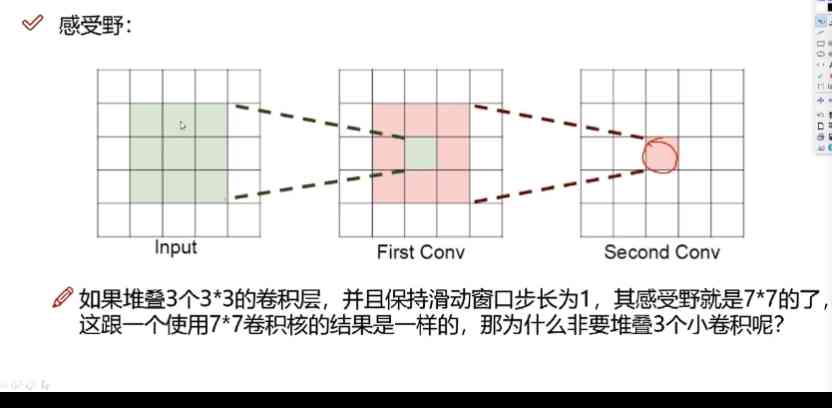 感受野:
Input
First Conv
Second Conv
如果堆叠3个3*3的卷积层，并且保持滑动窗口步长为1，其感受野就是7*7的了，
这跟一个使用7*7卷积核的结果是一样的，那为什么非要堆叠3个小卷积呢？